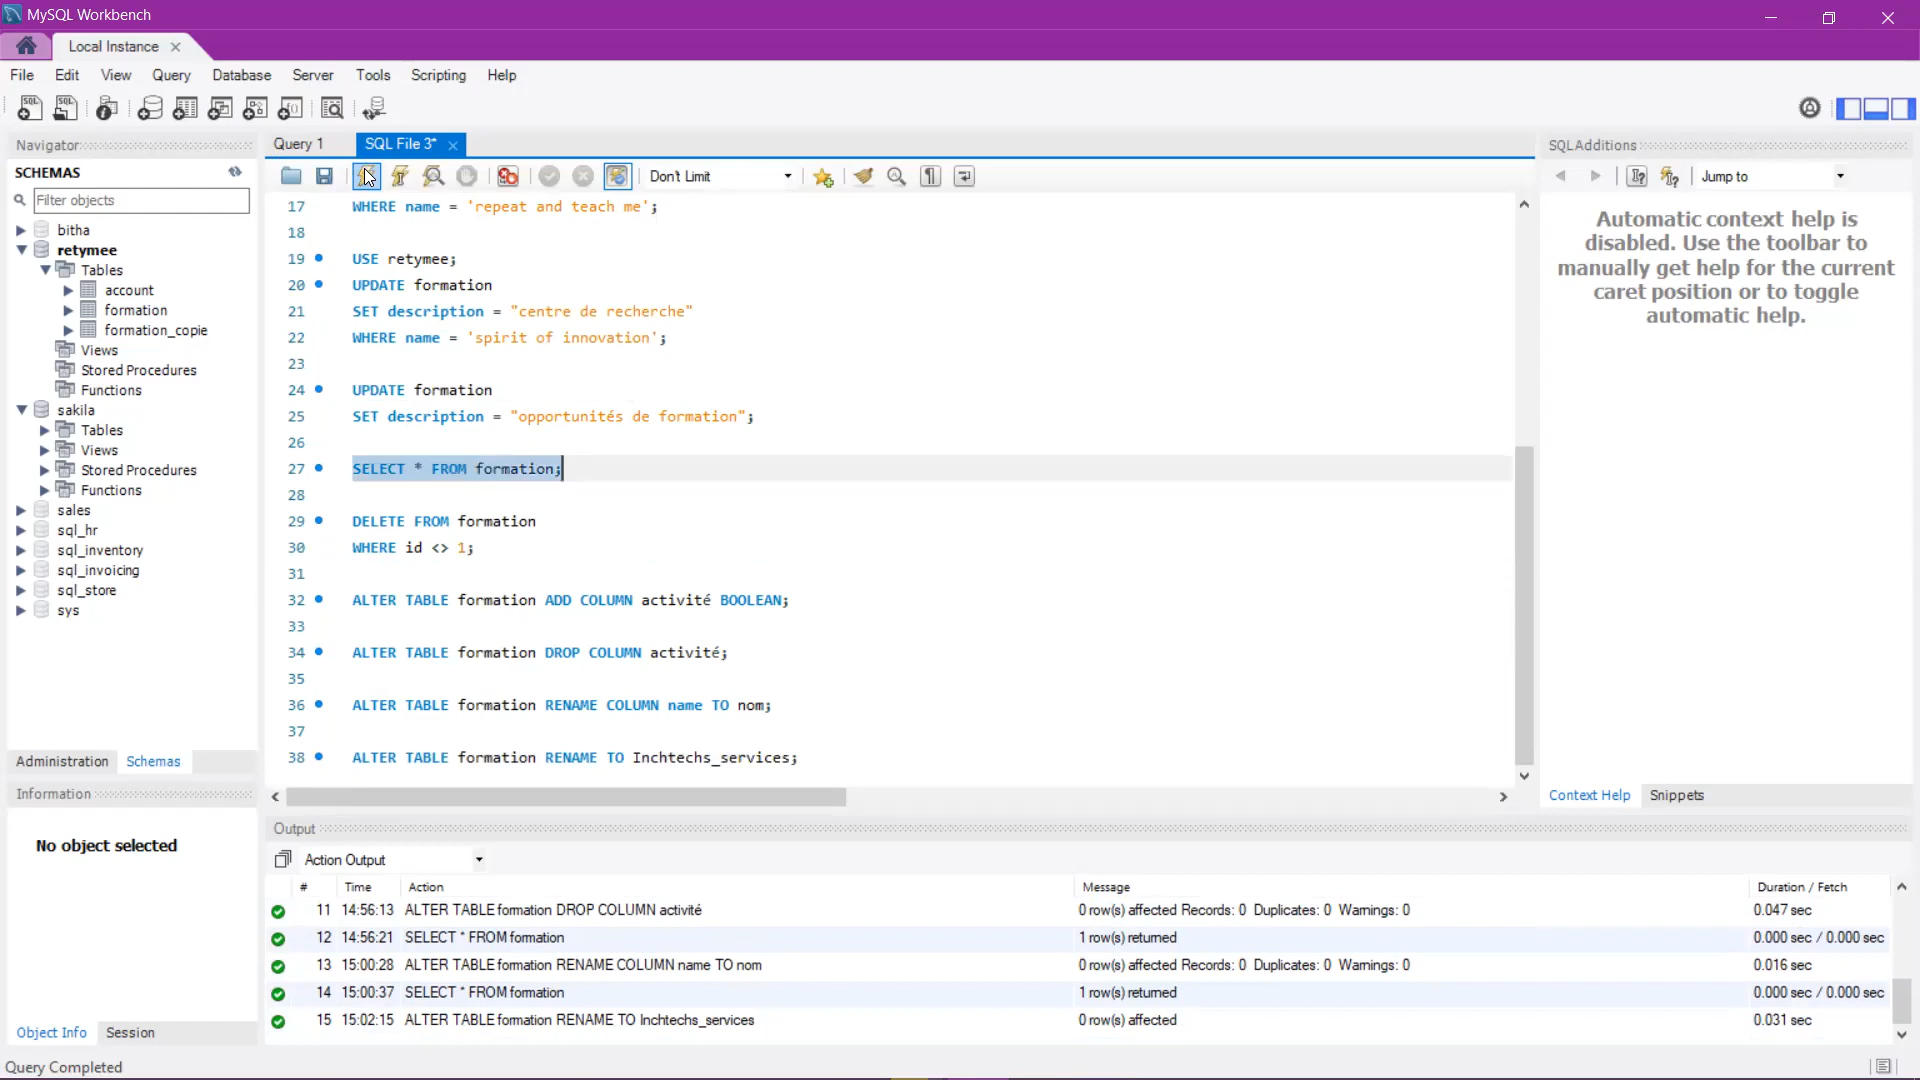 MySQL Workbench
Local Instance
File Edit View Query Database Server Tools Scripting Help
Navigator
SCHEMAS
Filter objects
bitha
retymee
Tables
account
formation
formation_copie
Views
Stored Procedures
Functions
sakila
Tables
Views
Stored Procedures
Functions
sales
sql_hr
sql_inventory
sql_invoicing
sql_store
sys
Administration Schemas
Information
No object selected
Object Info Session
Query 1 SQL File 3*
Don't Limit
17 WHERE name = 'repeat and teach me';
18
19 USE retymee;
20 UPDATE formation
21 SET description = "centre de recherche"
22 WHERE name = 'spirit of innovation';
23
24 UPDATE formation
25 SET description = "opportunités de formation";
26
27 SELECT * FROM formation;
28
29 DELETE FROM formation
30 WHERE id <> 1;
31
32 ALTER TABLE formation ADD COLUMN activité BOOLEAN;
33
34 ALTER TABLE formation DROP COLUMN activité;
35
36 ALTER TABLE formation RENAME COLUMN name TO nom;
37
38 ALTER TABLE formation RENAME TO Inchtechs_services;
SQLAdditions
Jump to
Automatic context help is
disabled. Use the toolbar to
manually get help for the current
caret position or to toggle
automatic help.
Context Help Snippets
Output
Action Output
# Time Action Message Duration / Fetch
11 14:56:13 ALTER TABLE formation DROP COLUMN activité 0 row(s) affected Records: 0 Duplicates: 0 Warnings: 0 0.047 sec
12 14:56:21 SELECT * FROM formation 1 row(s) returned 0.000 sec / 0.000 sec
13 15:00:28 ALTER TABLE formation RENAME COLUMN name TO nom 0 row(s) affected Records: 0 Duplicates: 0 Warnings: 0 0.016 sec
14 15:00:37 SELECT * FROM formation 1 row(s) returned 0.000 sec / 0.000 sec
15 15:02:15 ALTER TABLE formation RENAME TO Inchtechs_services 0 row(s) affected 0.031 sec
Query Completed